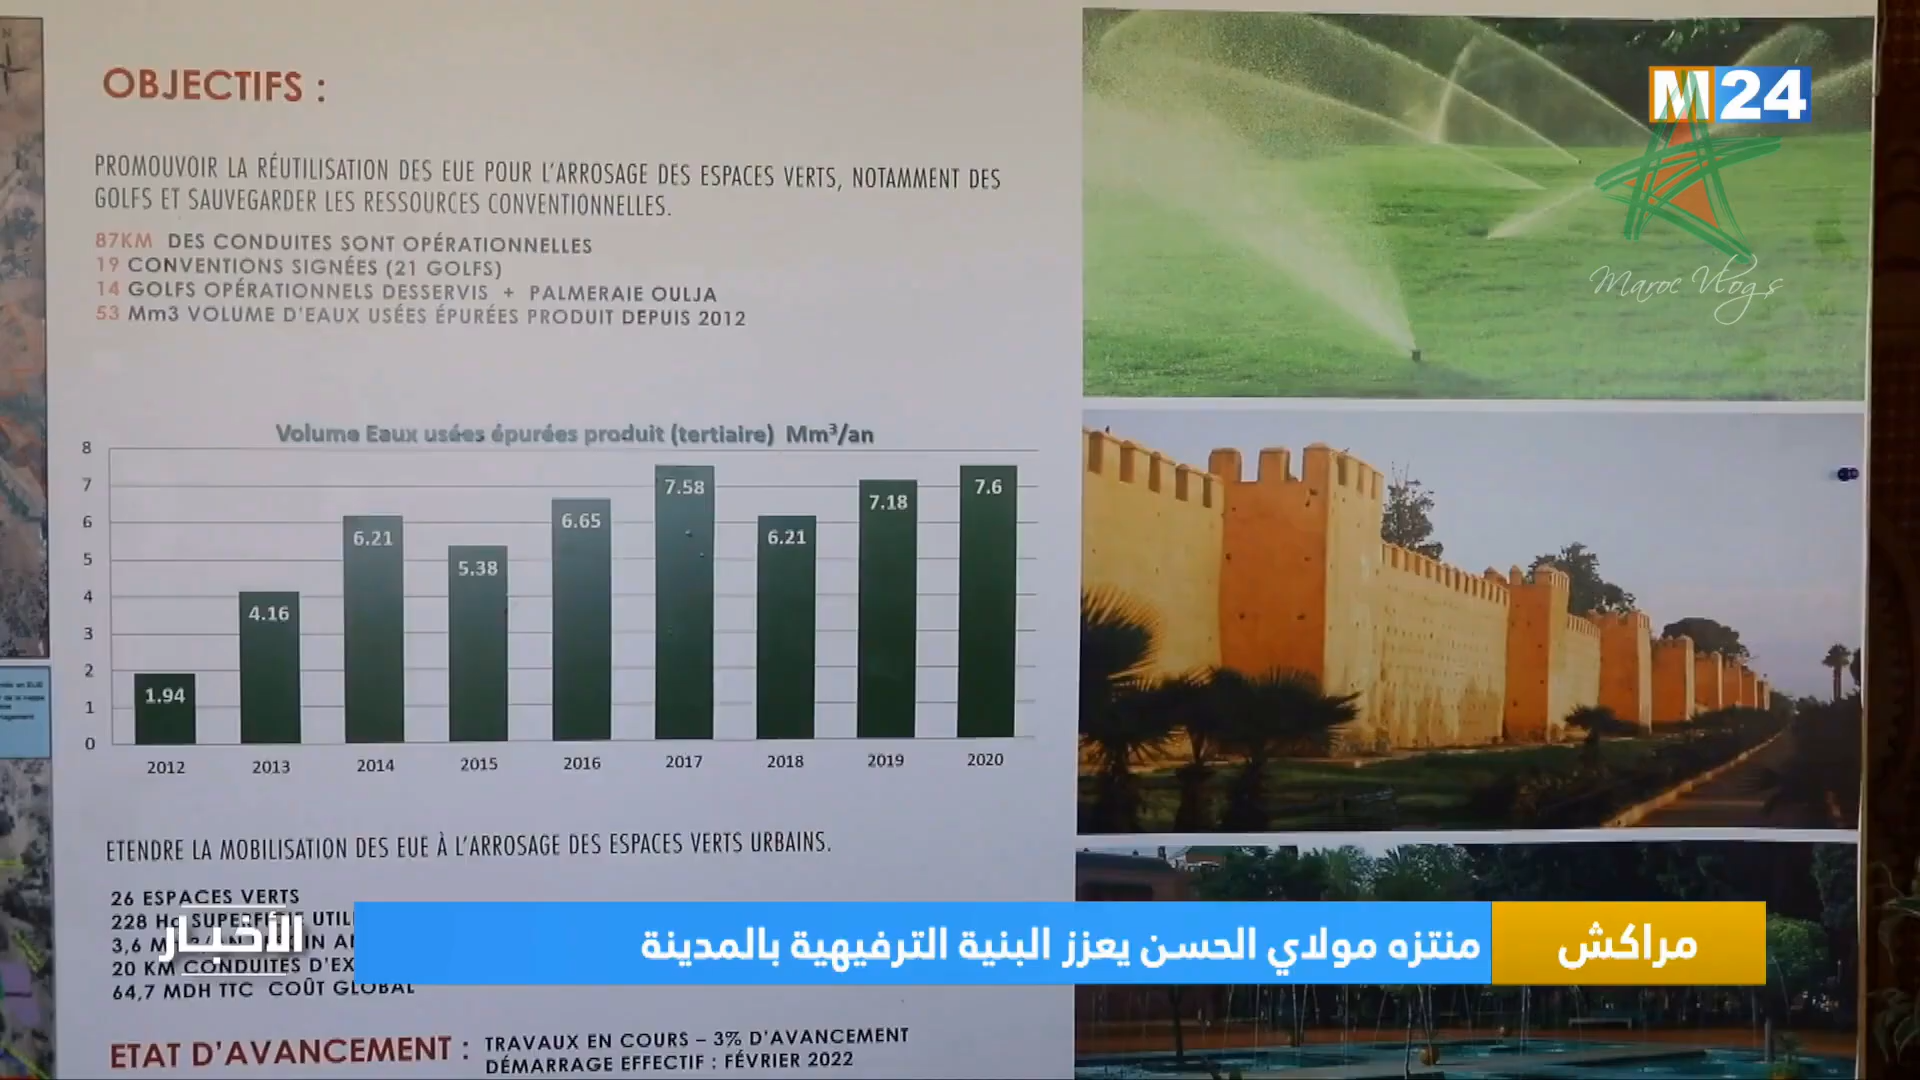 OBJECTIFS :
PROMOUVOIR LA RÉUTILISATION DES EUE POUR L'ARROSAGE DES ESPACES VERTS, NOTAMMENT DES
GOLFS ET SAUVEGARDER LES RESSOURCES CONVENTIONNELLES.
87KM DES CONDUITES SONT OPÉRATIONNELLES
19 CONVENTIONS SIGNÉES (21 GOLFS)
14 GOLFS OPÉRATIONNELS DESSERVIS + PALMERAIE OULJA
53 Mm3 VOLUME D'EAUX USÉES ÉPURÉES PRODUIT DEPUIS 2012
Volume Eaux usées épurées produit (tertiaire) Mm³/an
8
7
6
5
4
3
2
1
0
1.94
4.16
6.21
5.38
6.65
7.58
6.21
7.18
7.6
2012
2013
2014
2015
2016
2017
2018
2019
2020
ETENDRE LA MOBILISATION DES EUE À L'ARROSAGE DES ESPACES VERTS URBAINS.
26 ESPACES VERTS
228 Ha SUPERFICIE
20 KM CONDUITES
64,7 MDH TTC COÛT GLOBAL
ETAT D'AVANCEMENT :
TRAVAUX EN COURS – 3% D'AVANCEMENT
DÉMARRAGE EFFECTIF : FÉVRIER 2022
M24
Maroc Vlogs
مراكش
منتزه مولاي الحسن يعزز البنية الترفيهية بالمدينة
الأخبار